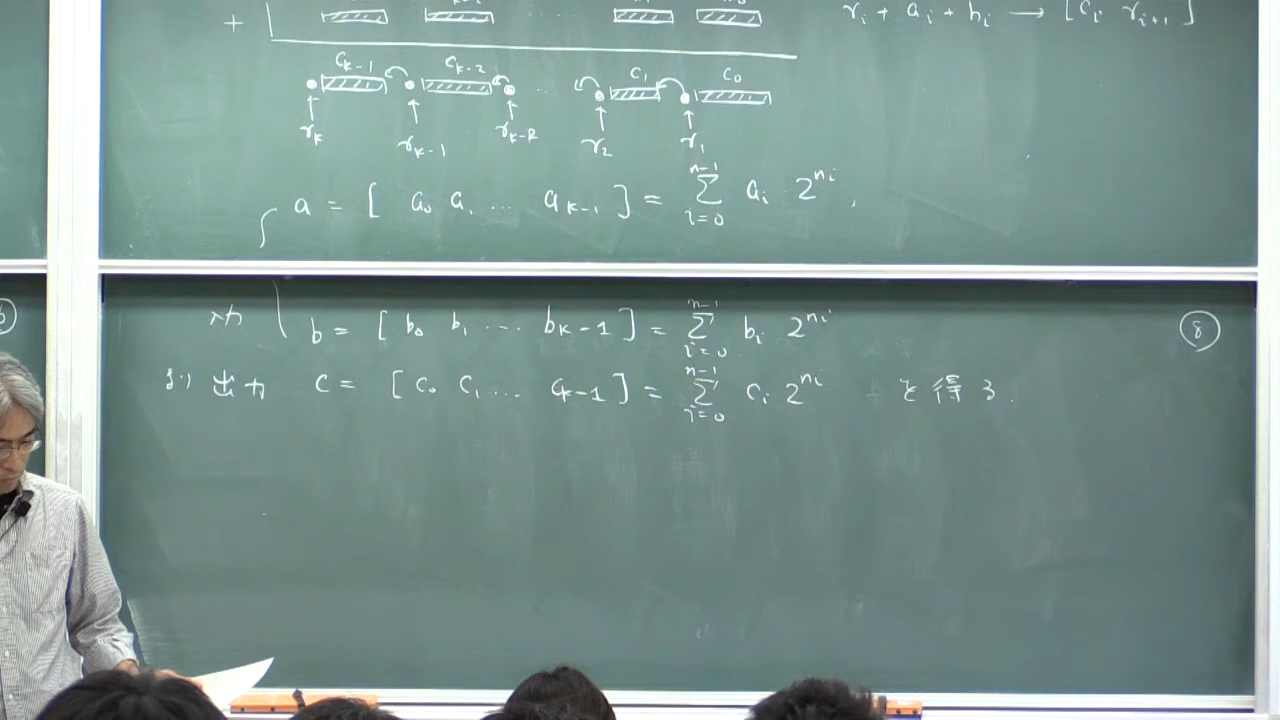 + r_i + a_i + b_i → [c_i r_{i+1}]
c_{k-1} c_{k-2} ... c_1 c_0
r_k r_{k-1} r_{k-2} r_2 r_1
a = [ a_0 a_1 ... a_{k-1} ] = Σ_{i=0}^{n-1} a_i 2^{ni},
入力 b = [ b_0 b_1 ... b_{k-1} ] = Σ_{i=0}^{n-1} b_i 2^{ni} ⑧
より 出力 c = [ c_0 c_1 ... c_{k-1} ] = Σ_{i=0}^{n-1} c_i 2^{ni} を得る.